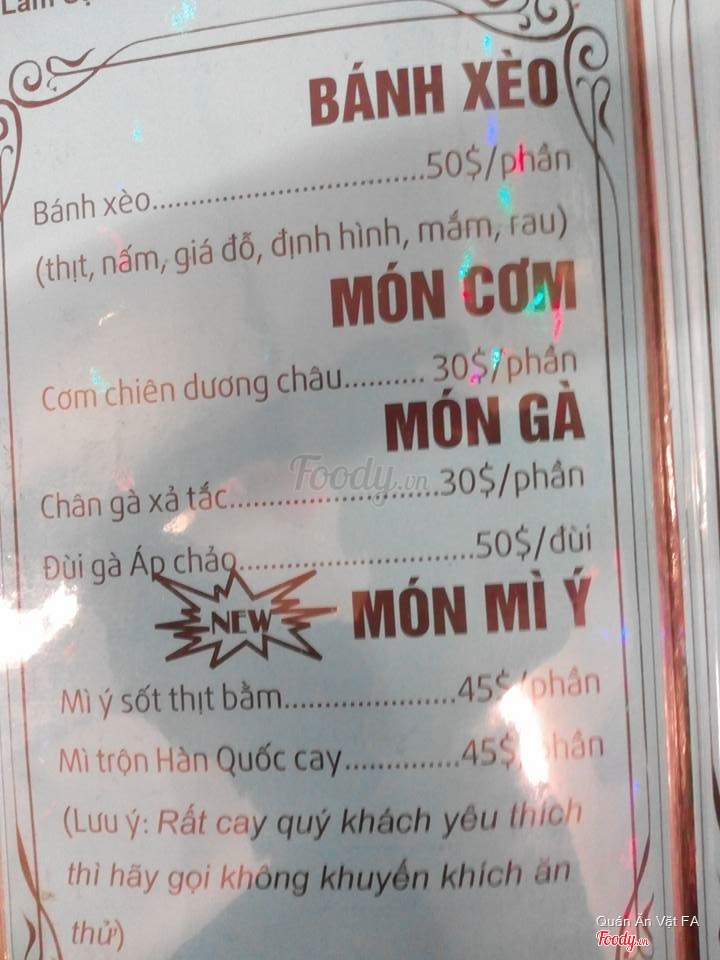 BÁNH XÈO
Bánh xèo..............................50$/phần
(thịt, nấm, giá đỗ, định hình, mắm, rau)
MÓN CƠM
Cơm chiên dương châu.......... 30$/phần
MÓN GÀ
Chân gà xả tắc.........................30$/phần
Foody.vn
Đùi gà Áp chảo............................50$/đùi
NEW MÓN MÌ Ý
Mì ý sốt thịt bằm....................45$/phần
Mì trộn Hàn Quốc cay.............45$/phần
(Lưu ý: Rất cay quý khách yêu thích
thì hãy gọi không khuyến khích ăn
thử)
Quán Ăn Vặt FA
Foody.vn